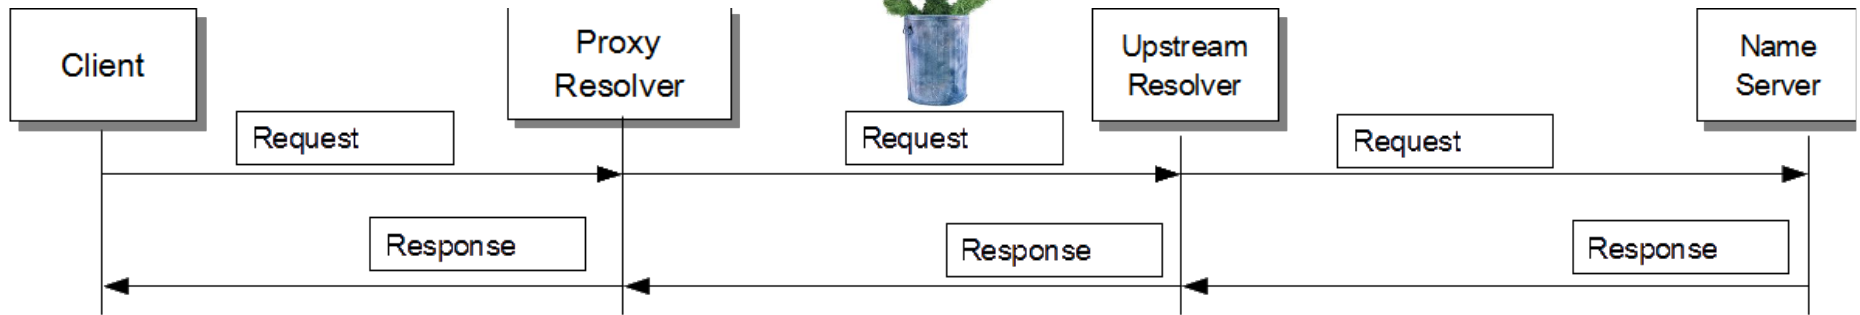 Client
Proxy
Resolver
Upstream
Resolver
Name
Server
Request
Request
Request
Response
Response
Response